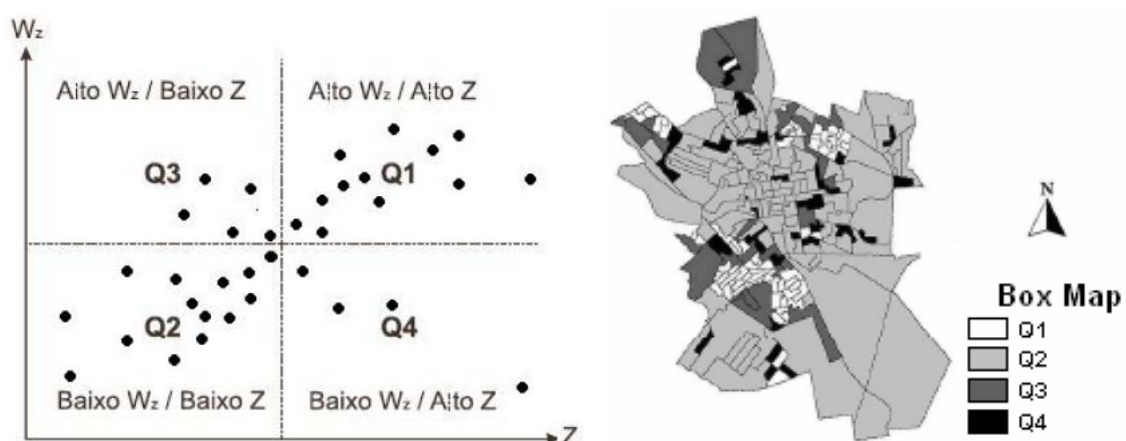 Wz
Alto Wz / Baixo Z
Alto Wz / Alto Z
Q3
Q1
Q2
Q4
Baixo Wz / Baixo Z
Baixo Wz / Alto Z
Z
N
Box Map
Q1
Q2
Q3
Q4